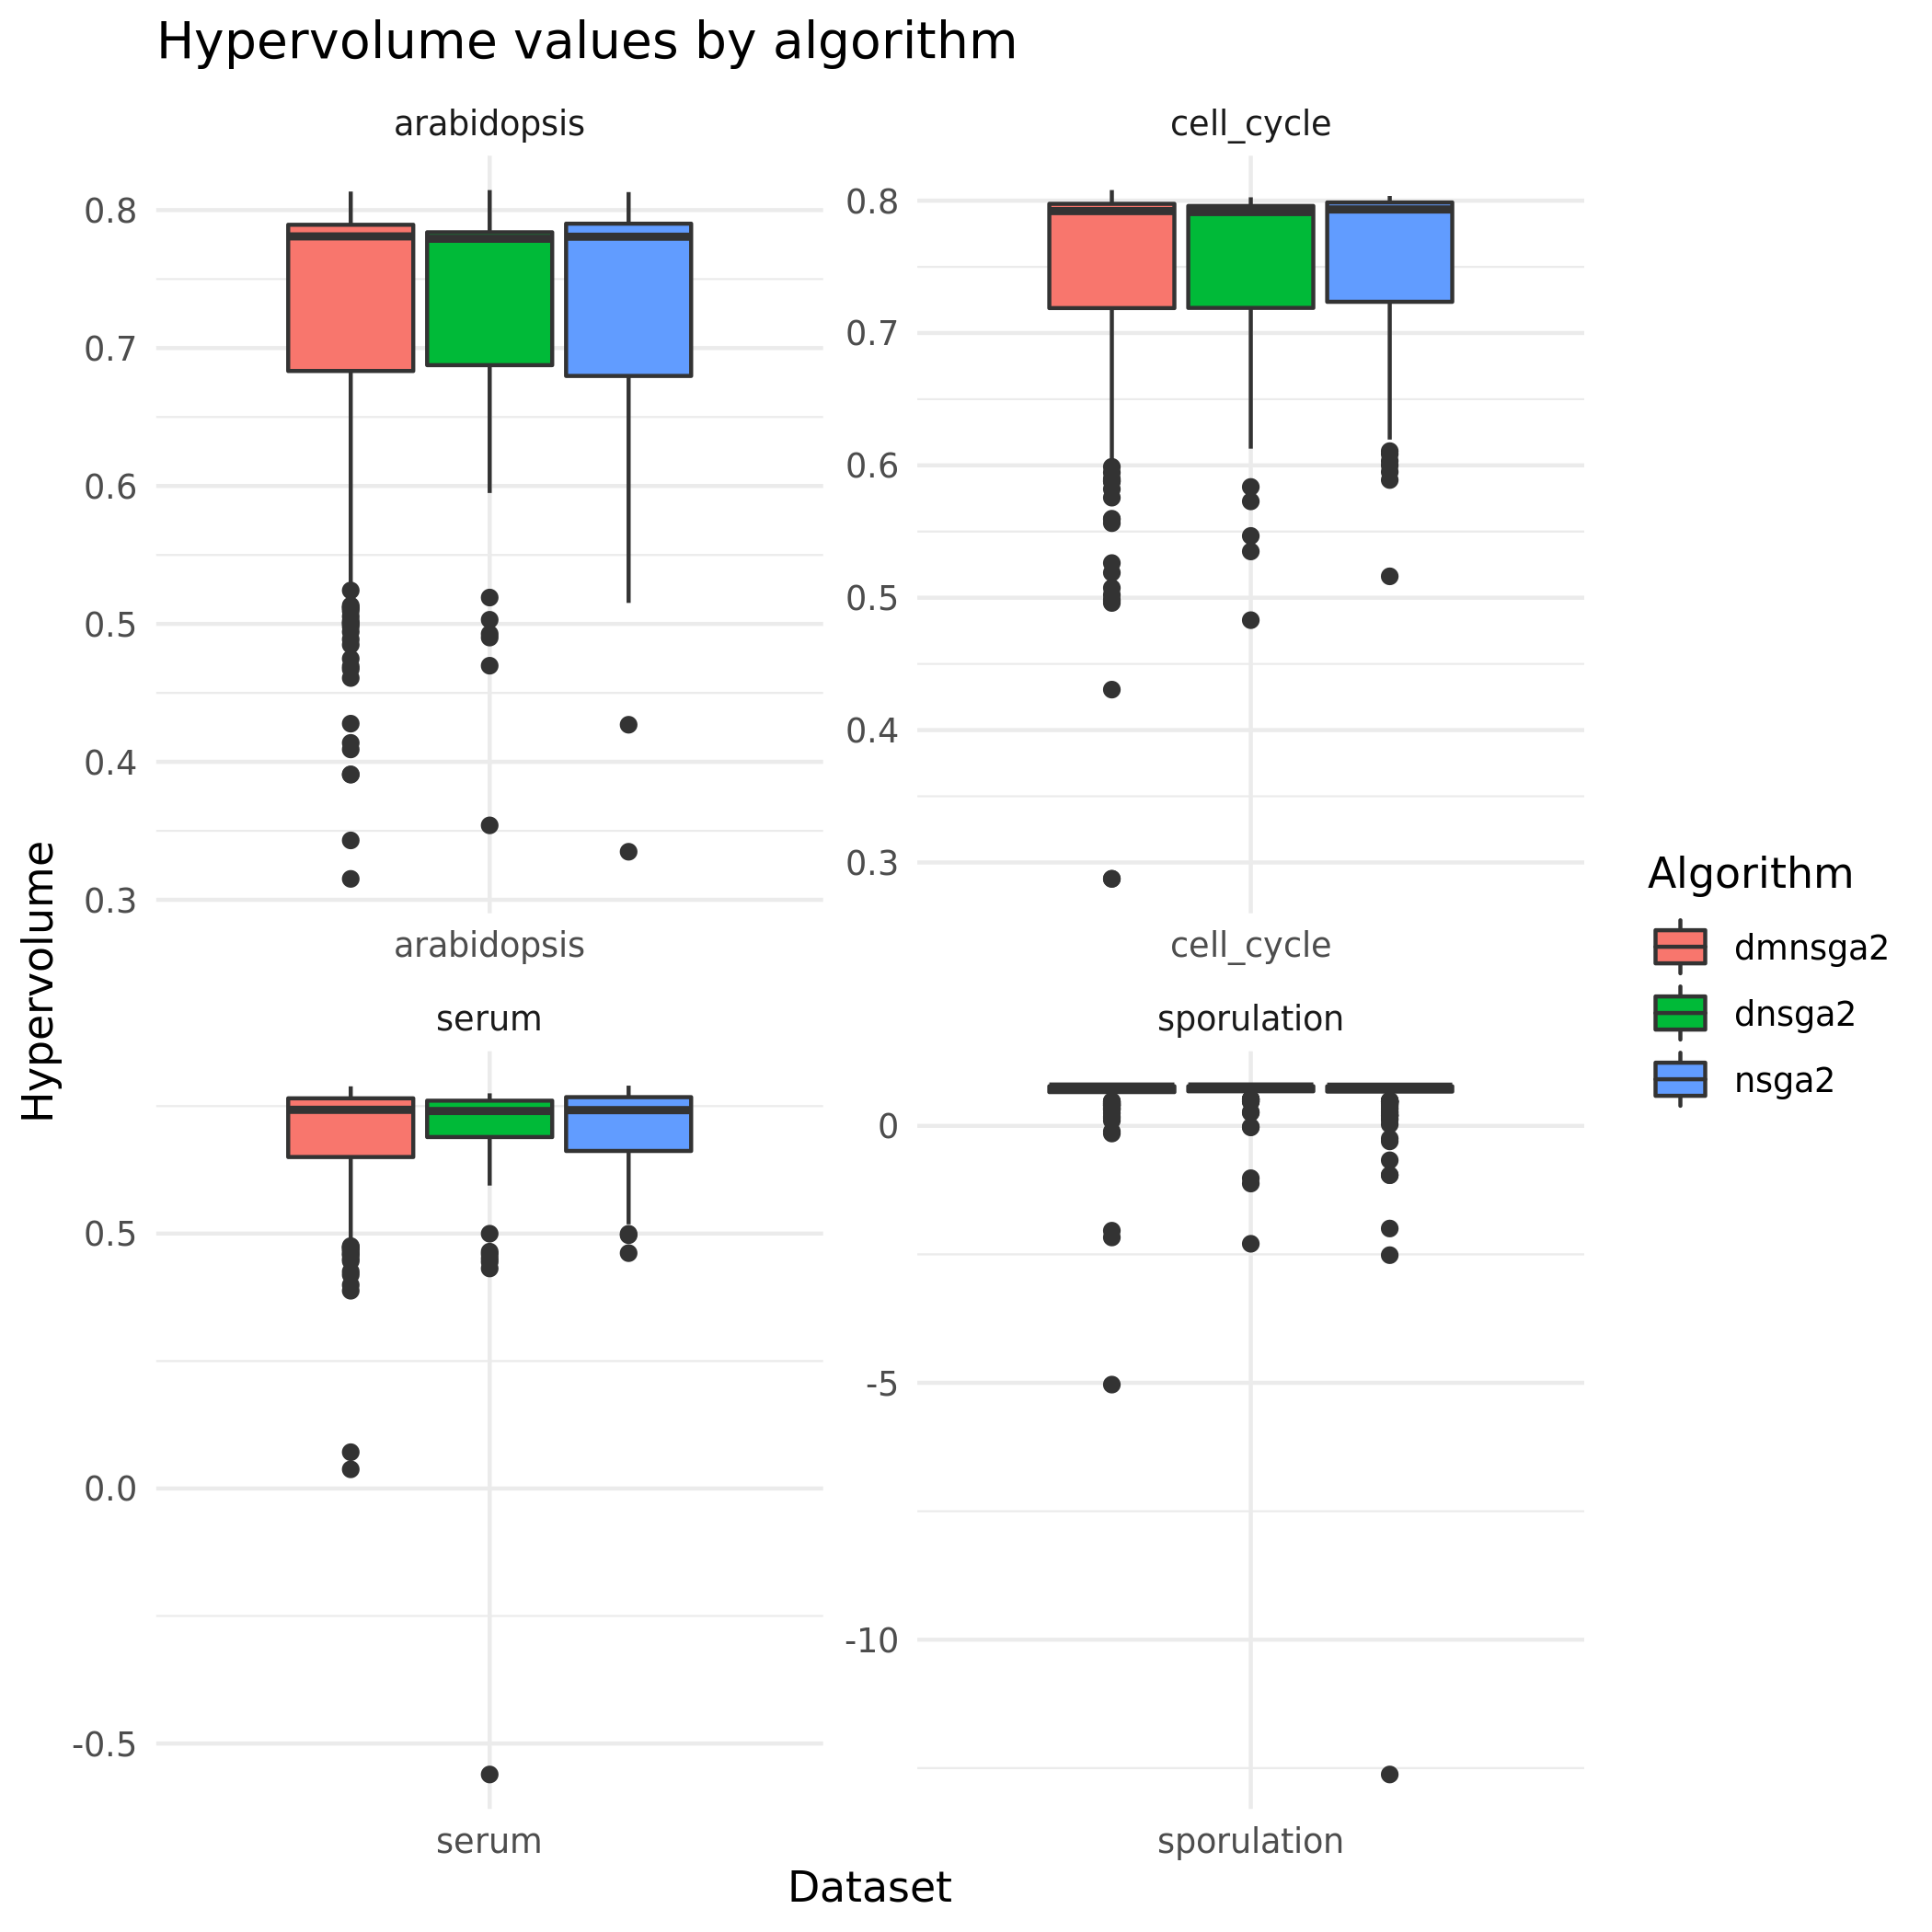 Hypervolume values by algorithm
arabidopsis
cell_cycle
0.8
0.7
0.6
0.5
0.4
0.3
0.8
0.7
0.6
0.5
0.4
0.3
arabidopsis
cell_cycle
serum
sporulation
0.5
0.0
-0.5
0
-5
-10
serum
sporulation
Hypervolume
Dataset
Algorithm
dmnsga2
dnsga2
nsga2